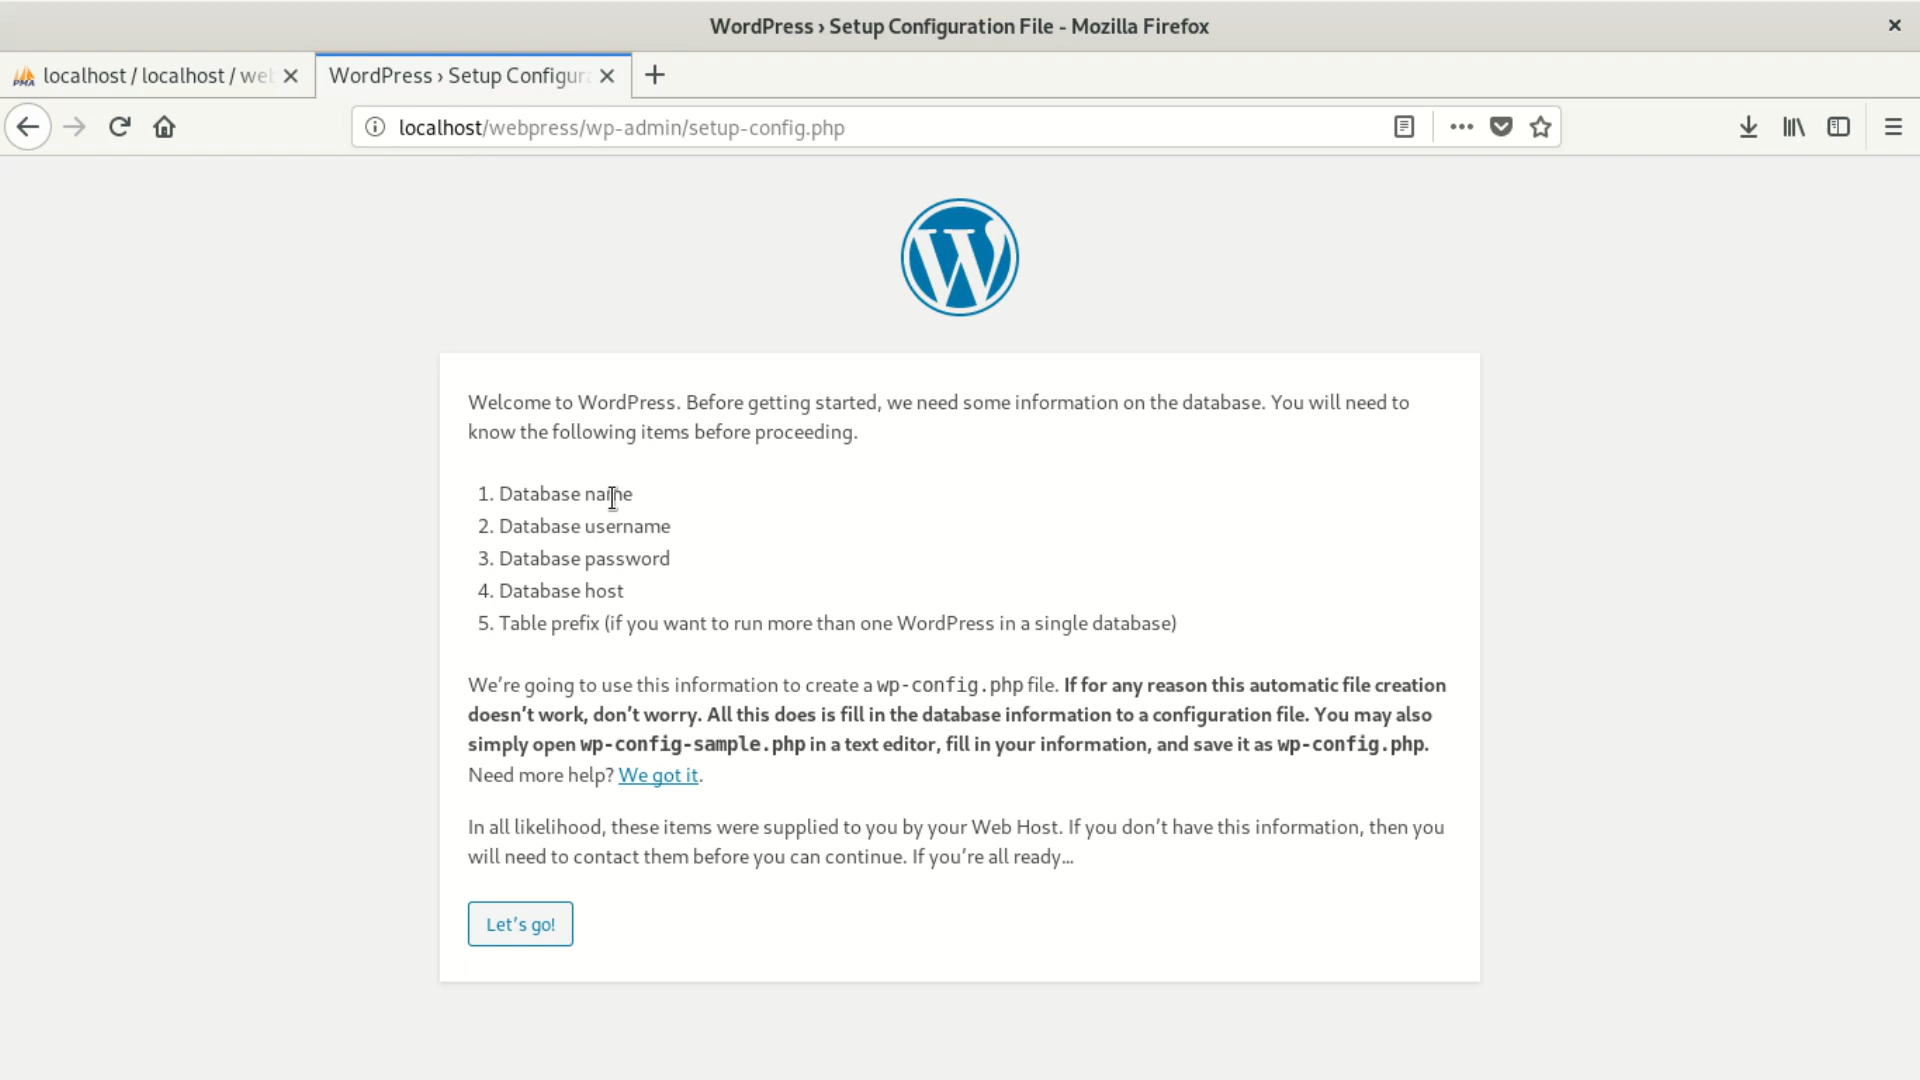 WordPress › Setup Configuration File - Mozilla Firefox
PMA localhost / localhost / we
WordPress › Setup Configur
localhost/webpress/wp-admin/setup-config.php
W
Welcome to WordPress. Before getting started, we need some information on the database. You will need to
know the following items before proceeding.
1. Database name
2. Database username
3. Database password
4. Database host
5. Table prefix (if you want to run more than one WordPress in a single database)
We’re going to use this information to create a wp-config.php file. If for any reason this automatic file creation
doesn’t work, don’t worry. All this does is fill in the database information to a configuration file. You may also
simply open wp-config-sample.php in a text editor, fill in your information, and save it as wp-config.php.
Need more help? We got it.
In all likelihood, these items were supplied to you by your Web Host. If you don’t have this information, then you
will need to contact them before you can continue. If you’re all ready…
Let’s go!